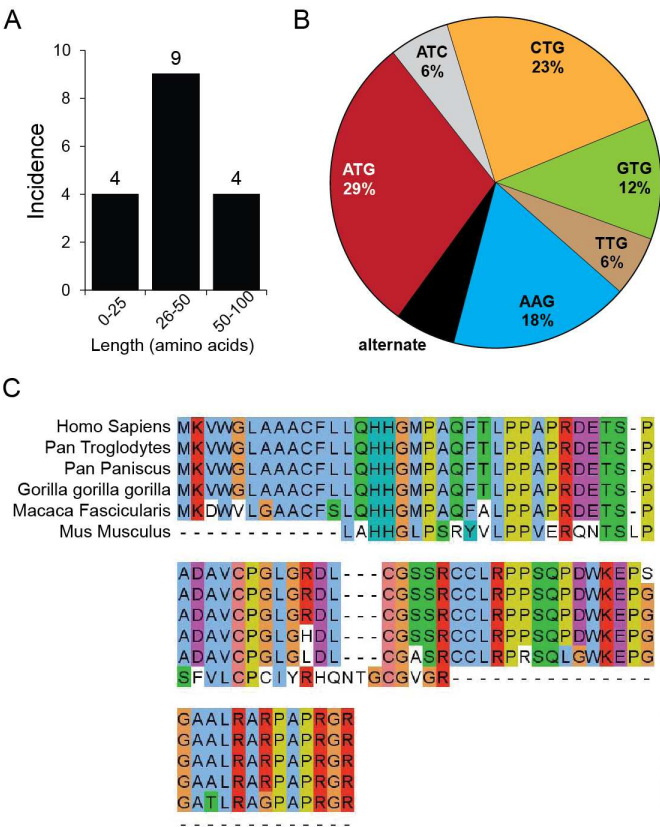 A
Incidence
10
8
6
4
2
0
4
9
4
0-25
26-50
50-100
Length (amino acids)
B
ATC
6%
CTG
23%
GTG
12%
TTG
6%
AAG
18%
alternate
ATG
29%
C
Homo Sapiens MKVWGLAAACFLLQHHGMPAQFTLPPAPRDETS-P
Pan Troglodytes MKVWGLAAACFLLQHHGMPAQFTLPPAPRDETS-P
Pan Paniscus MKVWGLAAACFLLQHHGMPAQFTLPPAPRDETS-P
Gorilla gorilla gorilla MKVWGLAAACFLLQHHGMPAQFTLPPAPRDETS-P
Macaca Fascicularis MKDWVLGAACFSLQHHGMPAQFALPPAPRDETS-P
Mus Musculus ------------LAHHGLPSRYVLPPVERQNTSLP
ADAVCPGLGRDL---CGSSRCCLRPPSQPDWKEPS
ADAVCPGLGRDL---CGSSRCCLRPPSQPDWKEPG
ADAVCPGLGRDL---CGSSRCCLRPPSQPDWKEPG
ADAVCPGLGHDL---CGSSRCCLRPPSQPDWKEPG
ADAVCPGLGLDL---CGASRCCLRPRSQLGWKEPG
SFVLCPCIYRHQNTGCGVGR---------------
GAALRARPAPRGR
GAALRARPAPRGR
GAALRARPAPRGR
GAALRARPAPRGR
GATLRAGPAPRGR
-------------